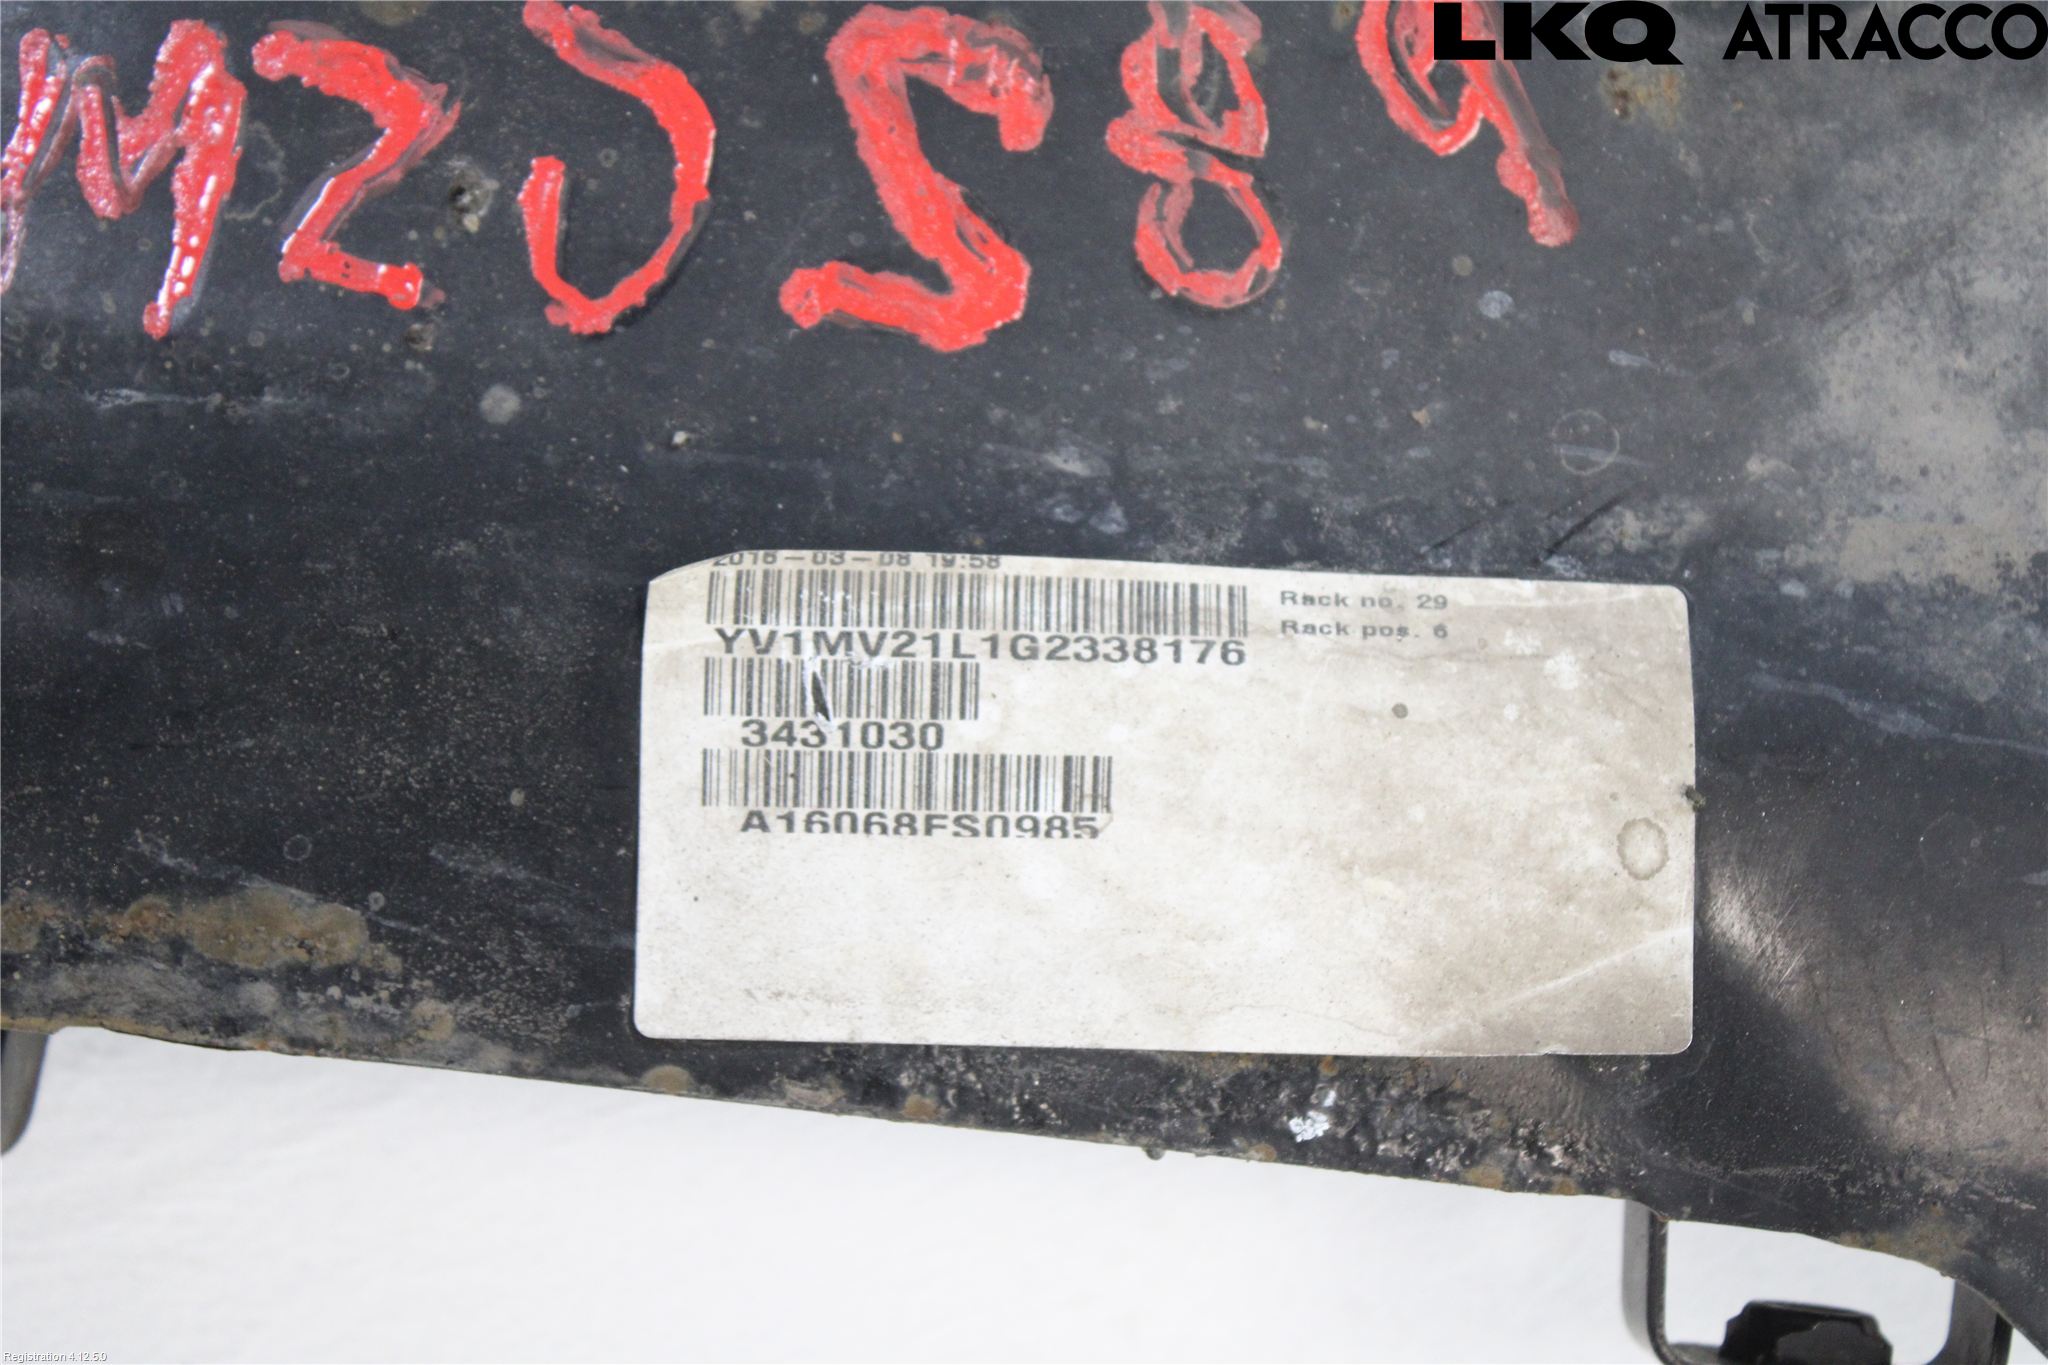 LKQ ATRACCO
2016-03-08 19:58
YV1MV21L1G2338176
3431030
A16068FS0985
Rack no. 29
Rack pos. 6
Registration 4.12.5.0